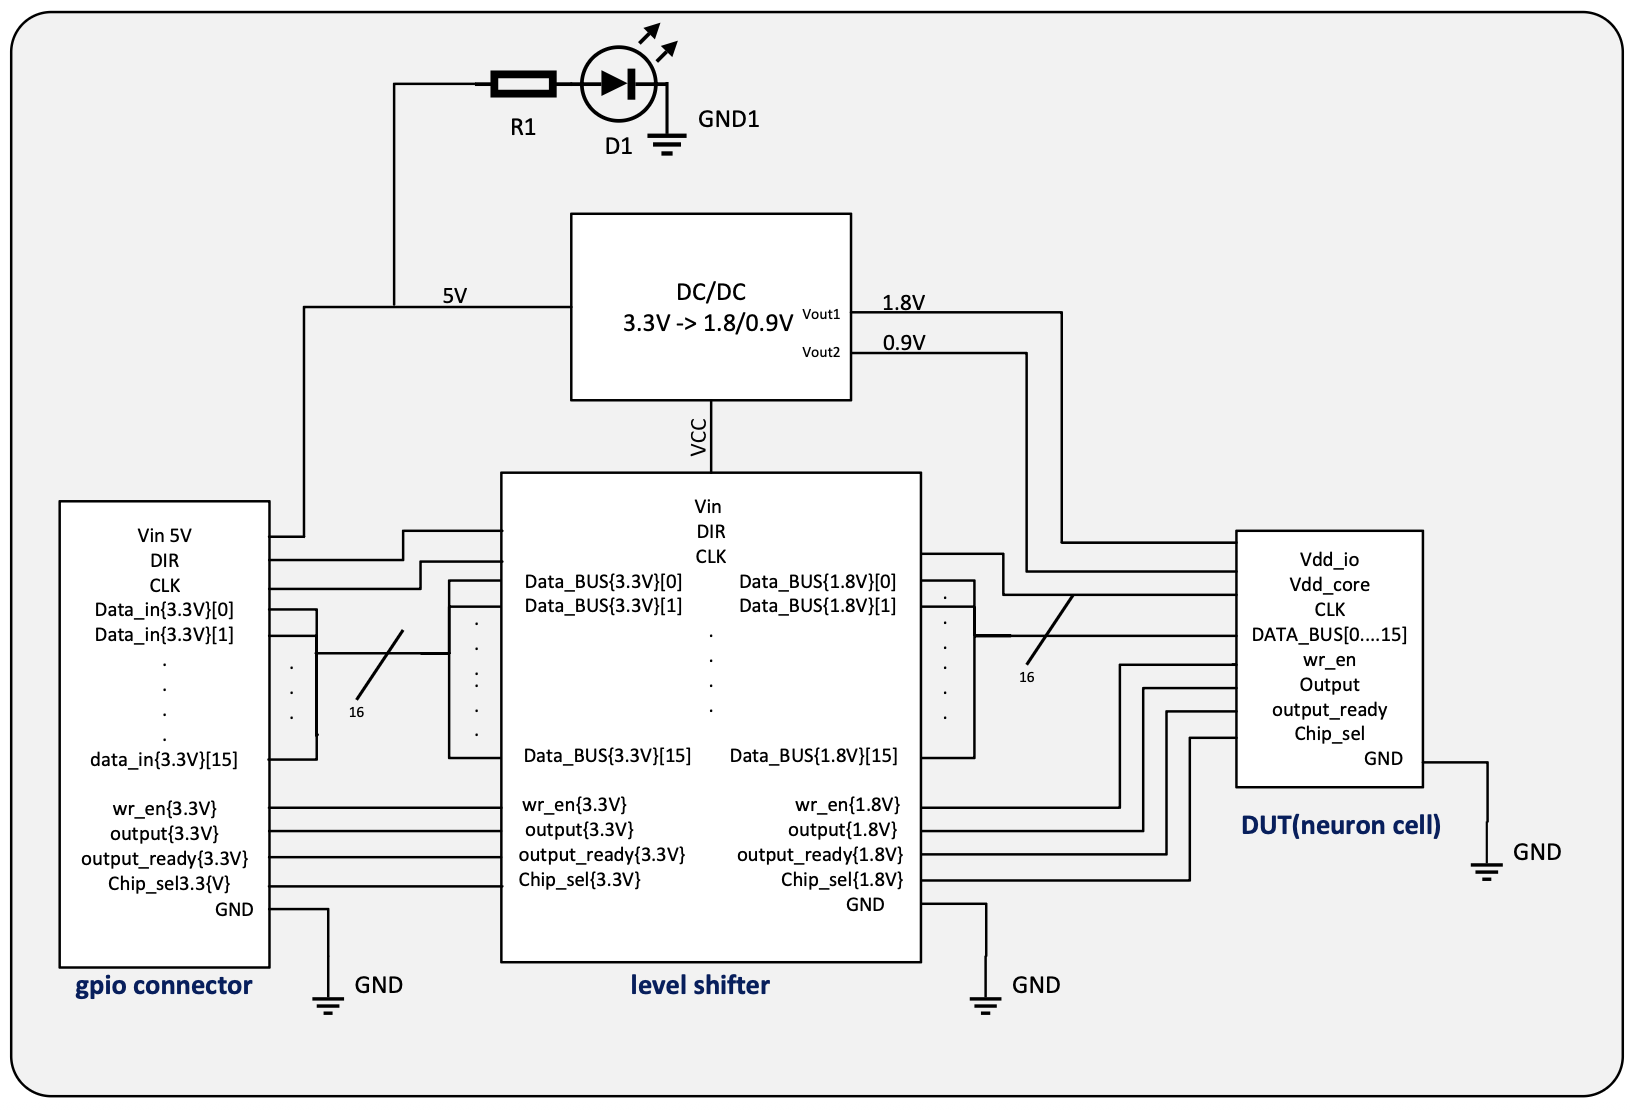 R1
D1
GND1
5V
DC/DC
3.3V -> 1.8/0.9V
Vout1
Vout2
1.8V
0.9V
VCC
Vin 5V
DIR
CLK
Data_in{3.3V}[0]
Data_in{3.3V}[1]
.
.
.
.
data_in{3.3V}[15]
wr_en{3.3V}
output{3.3V}
output_ready{3.3V}
Chip_sel3.3{V}
GND
gpio connector
GND
16
Vin
DIR
CLK
Data_BUS{3.3V}[0]
Data_BUS{1.8V}[0]
Data_BUS{3.3V}[1]
Data_BUS{1.8V}[1]
.
.
.
.
Data_BUS{3.3V}[15]
Data_BUS{1.8V}[15]
wr_en{3.3V}
wr_en{1.8V}
output{3.3V}
output{1.8V}
output_ready{3.3V}
output_ready{1.8V}
Chip_sel{3.3V}
Chip_sel{1.8V}
GND
level shifter
GND
16
Vdd_io
Vdd_core
CLK
DATA_BUS[0....15]
wr_en
Output
output_ready
Chip_sel
GND
DUT(neuron cell)
GND